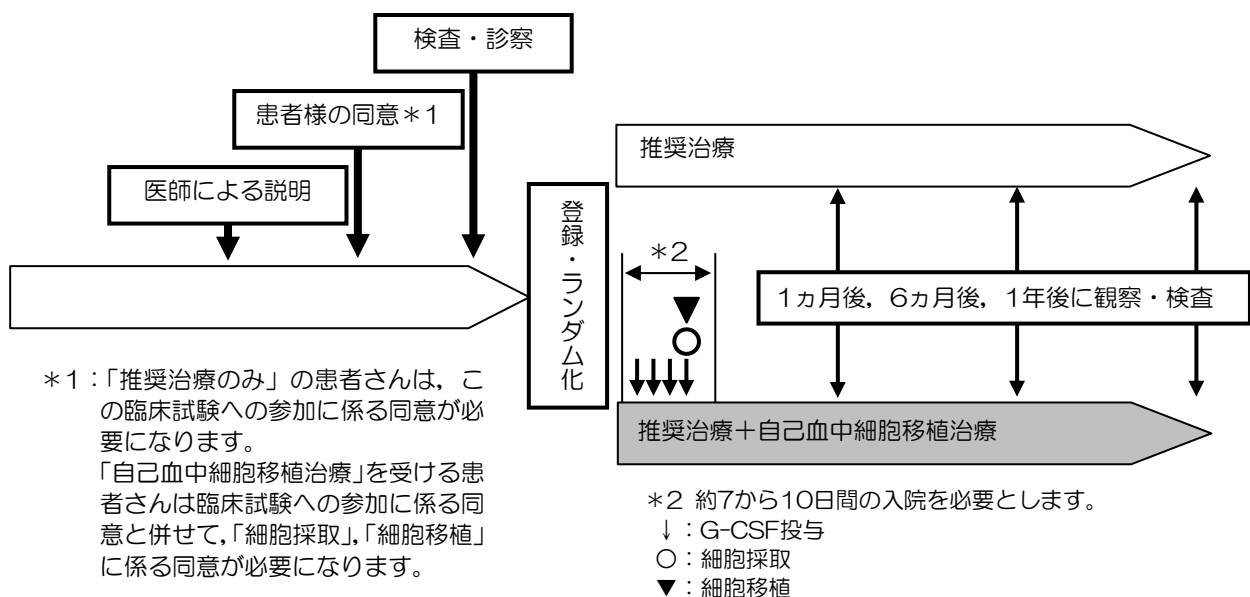 検査・診察
患者様の同意＊1
医師による説明
登録・ランダム化
推奨治療
＊2
1ヵ月後，6ヵ月後，1年後に観察・検査
推奨治療＋自己血中細胞移植治療
＊1：「推奨治療のみ」の患者さんは，こ
の臨床試験への参加に係る同意が必
要になります。
「自己血中細胞移植治療」を受ける患
者さんは臨床試験への参加に係る同
意と併せて，「細胞採取」，「細胞移植」
に係る同意が必要になります。
＊2 約7から10日間の入院を必要とします。
↓：G-CSF投与
○：細胞採取
▼：細胞移植